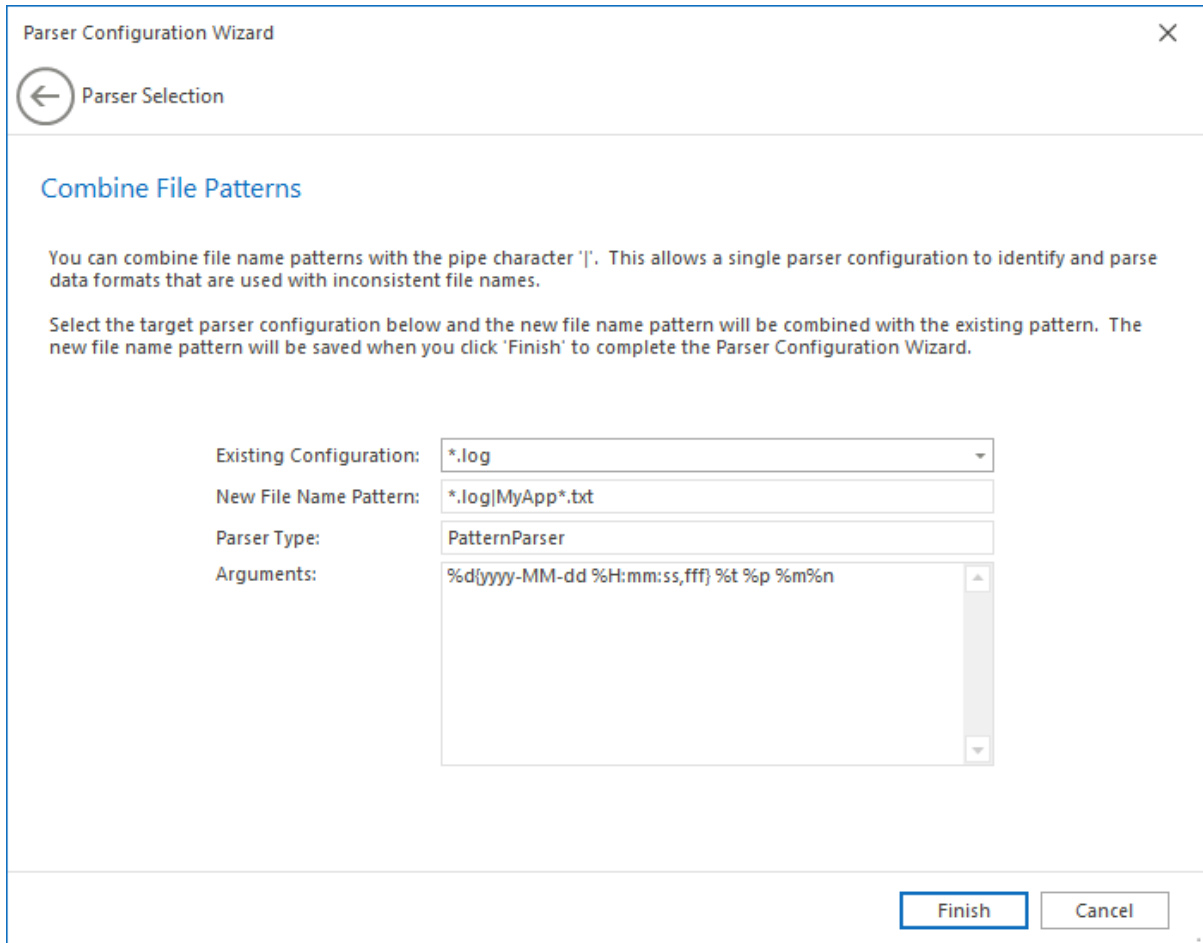 Parser Configuration Wizard
Parser Selection
Combine File Patterns
You can combine file name patterns with the pipe character '|'.  This allows a single parser configuration to identify and parse
data formats that are used with inconsistent file names.
Select the target parser configuration below and the new file name pattern will be combined with the existing pattern.  The
new file name pattern will be saved when you click 'Finish' to complete the Parser Configuration Wizard.
Existing Configuration: *.log
New File Name Pattern: *.log|MyApp*.txt
Parser Type: PatternParser
Arguments: %d{yyyy-MM-dd %H:mm:ss,fff} %t %p %m%n
Finish Cancel